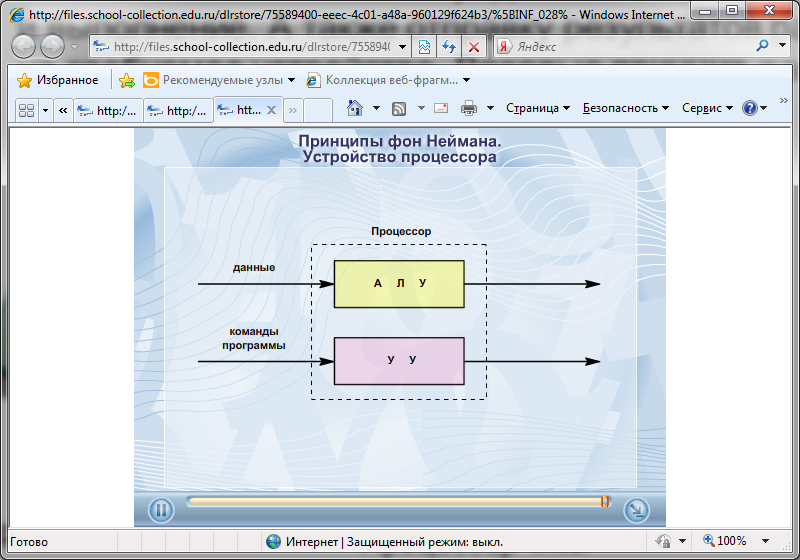 http://files.school-collection.edu.ru/dlrstore/75589400-eeec-4c01-a48a-960129f624b3/%5BINF_028% - Windows Internet ...
http://files.school-collection.edu.ru/dlrstore/7558940
Яндекс
Избранное
Рекомендуемые узлы
Коллекция веб-фрагм...
http:/...
http:/...
htt...
Страница
Безопасность
Сервис
Принципы фон Неймана.
Устройство процессора
Процессор
данные
А Л У
команды
программы
У У
Готово
Интернет | Защищенный режим: выкл.
100%